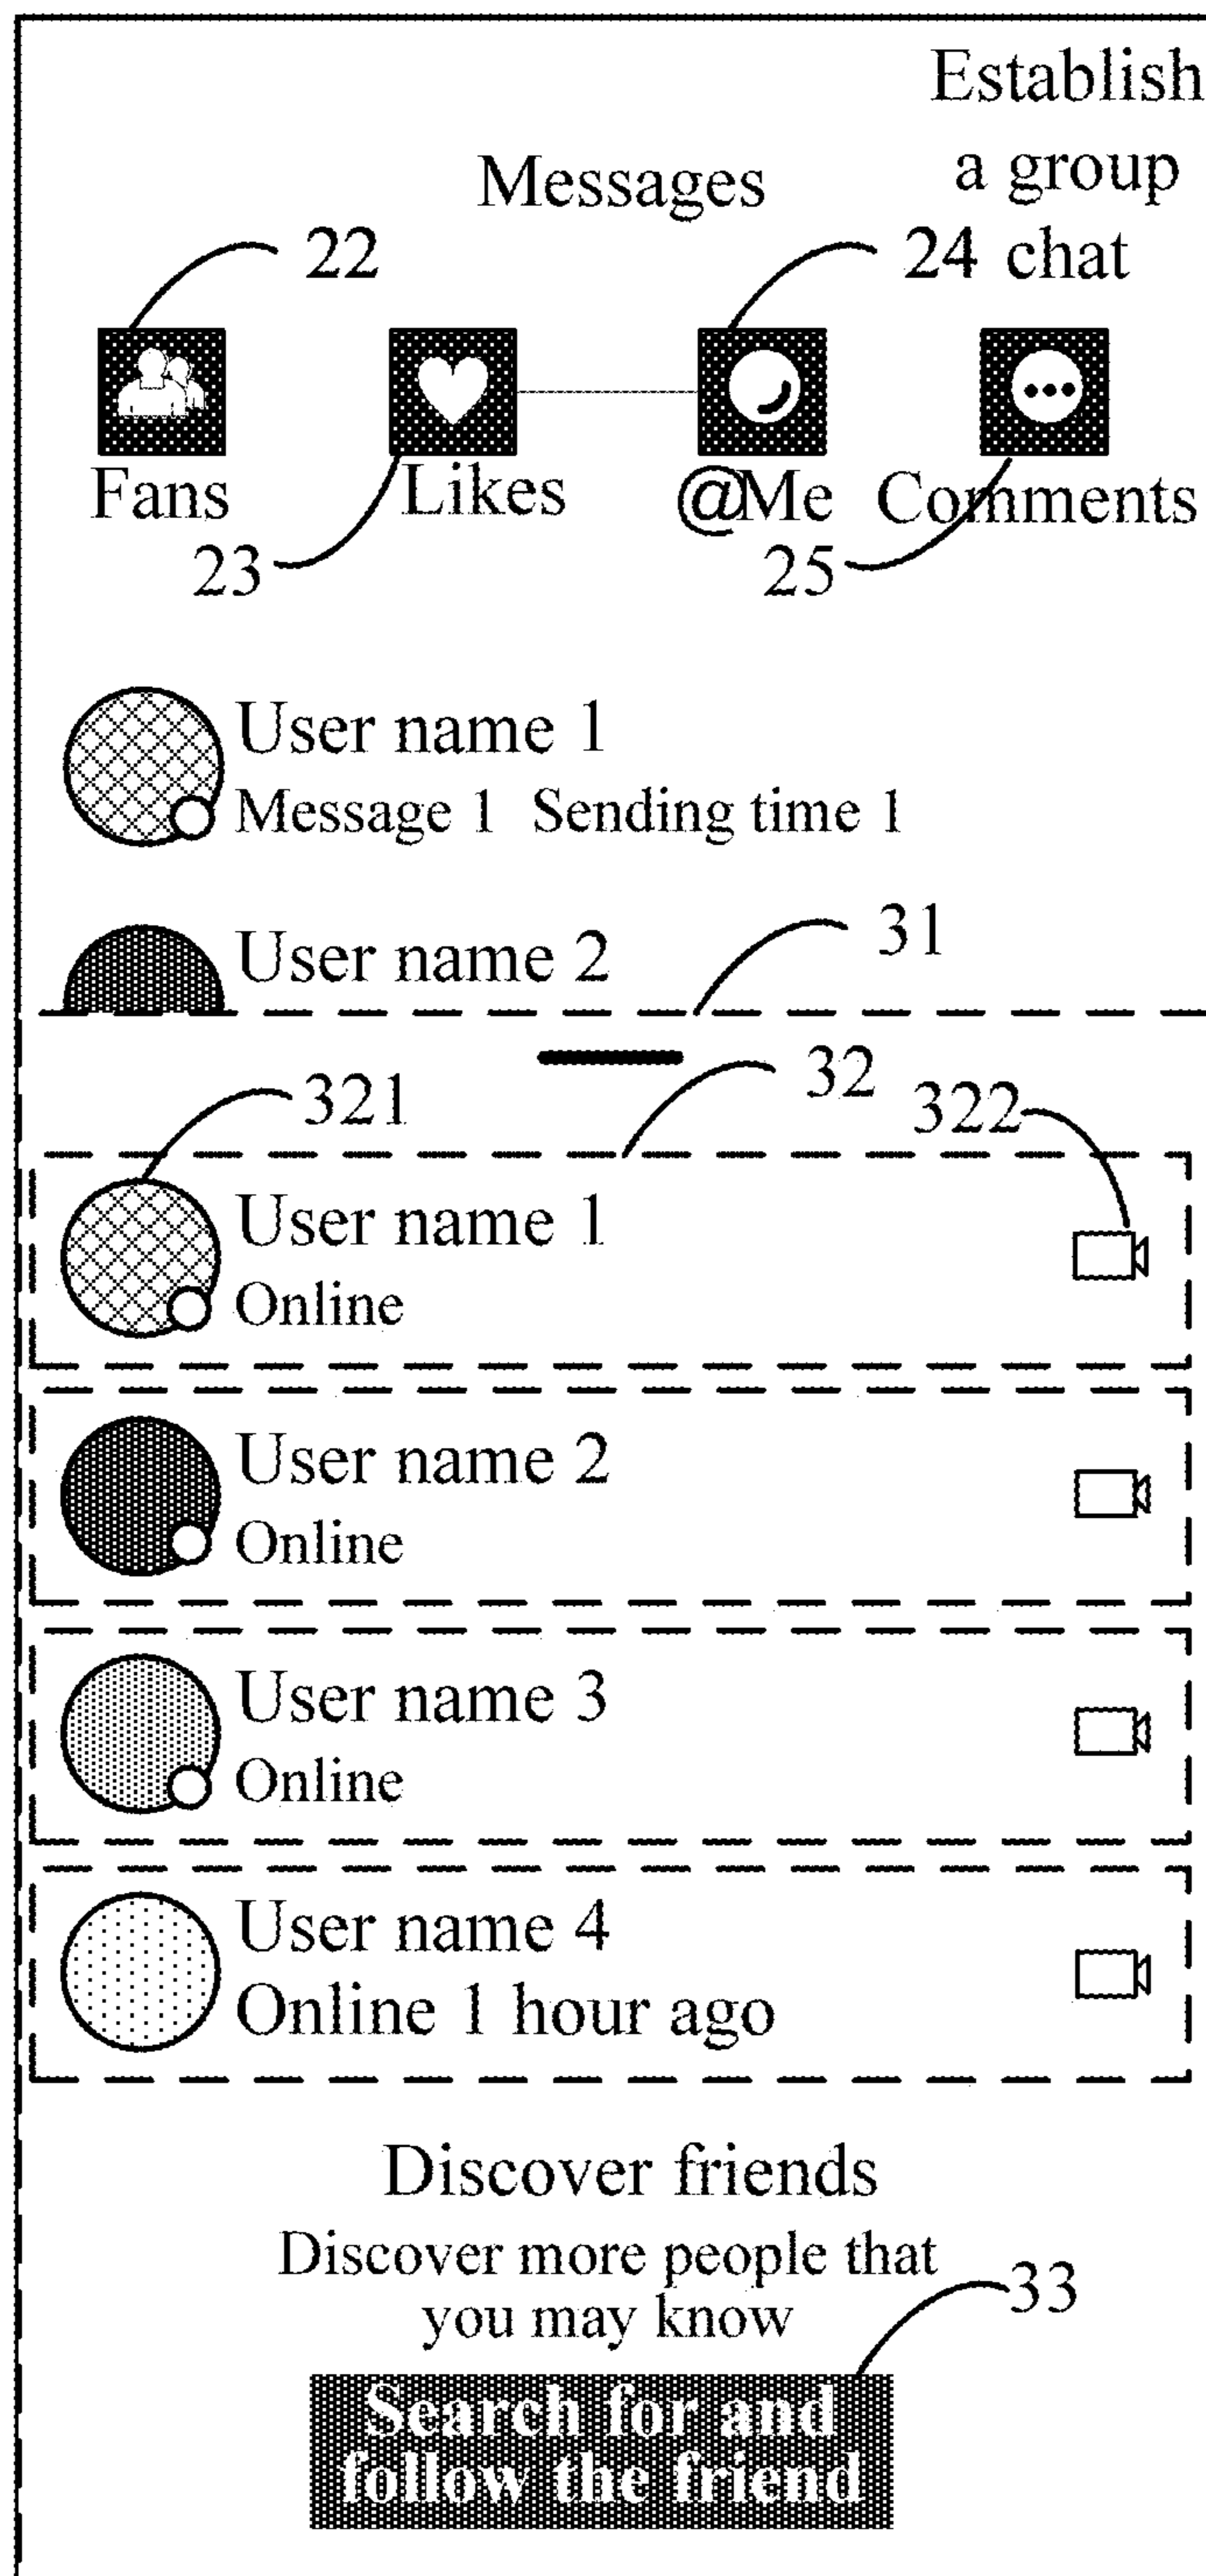 Establish
Messages
a group
22
24 chat
Fans
Likes
@Me
Comments
23
25
User name 1
Message 1 Sending time 1
User name 2
31
32
321
322
User name 1
Online
User name 2
Online
User name 3
Online
User name 4
Online 1 hour ago
Discover friends
Discover more people that
you may know
33
Search for and
follow the friend